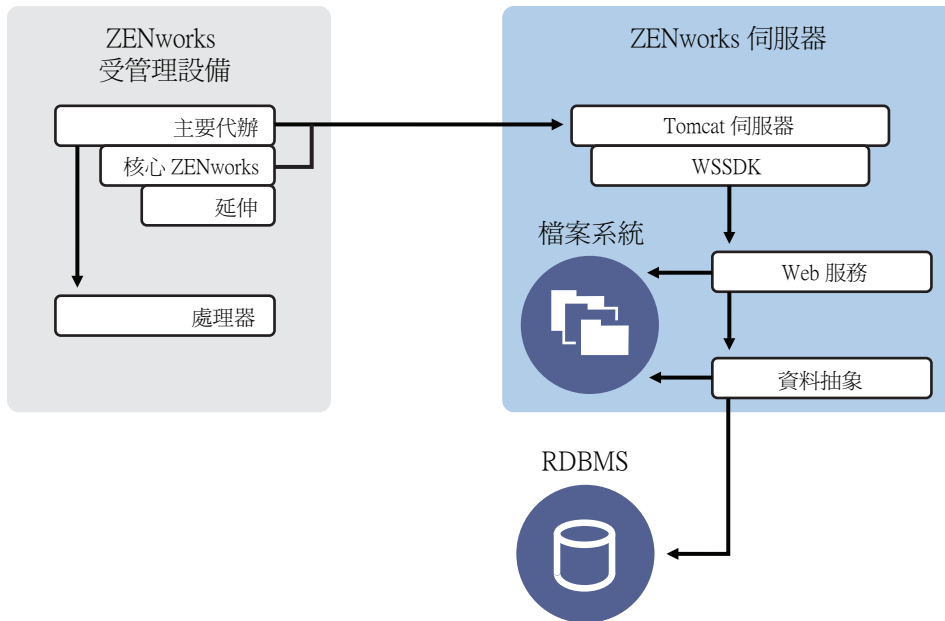 ZENworks
受管理設備
主要代辦
核心 ZENworks
延伸
處理器
ZENworks 伺服器
Tomcat 伺服器
WSSDK
檔案系統
Web 服務
資料抽象
RDBMS